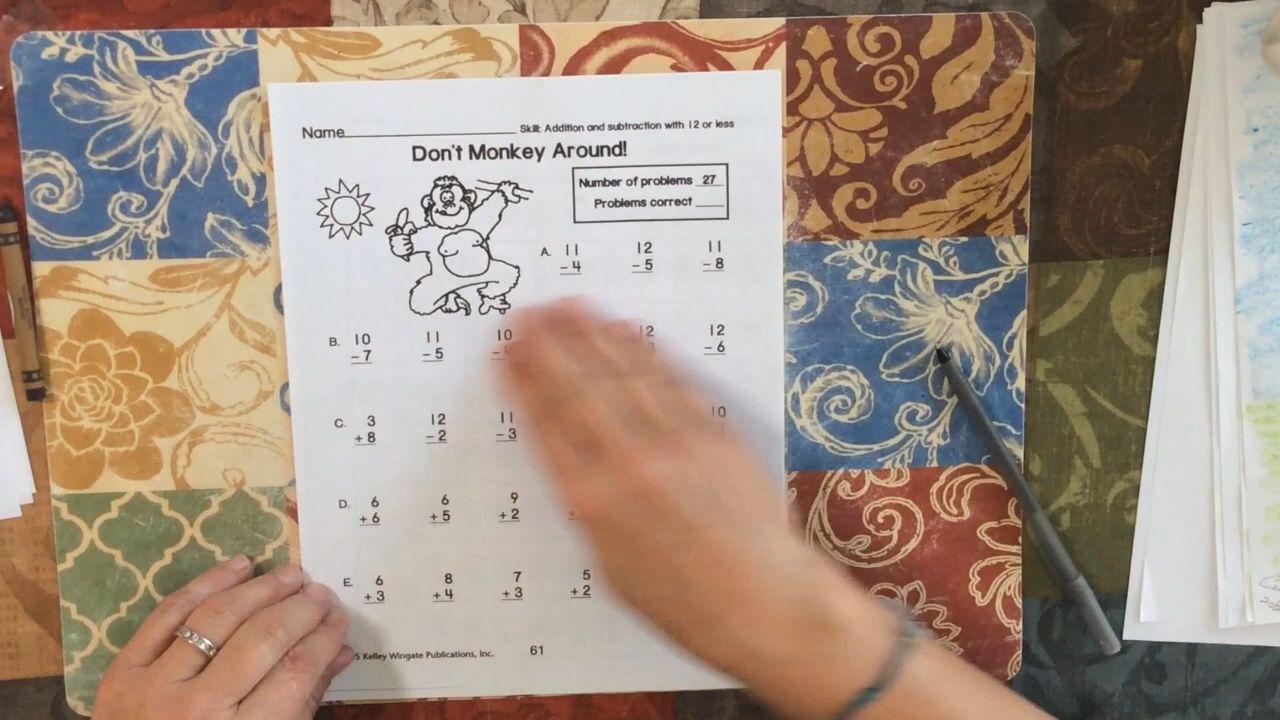 Name
Skill: Addition and subtraction with 12 or less
Don't Monkey Around!
Number of problems 27
Problems correct
A. 11 12 11
-4 -5 -8
B. 10 11 10 12 12
-7 -5 - -6
C. 3 12 11 10
+8 -2 -3
D. 6 6 9
+6 +5 +2 +
E. 6 8 7 5
+3 +4 +3 +2
5 Kelley Wingate Publications, Inc.
61